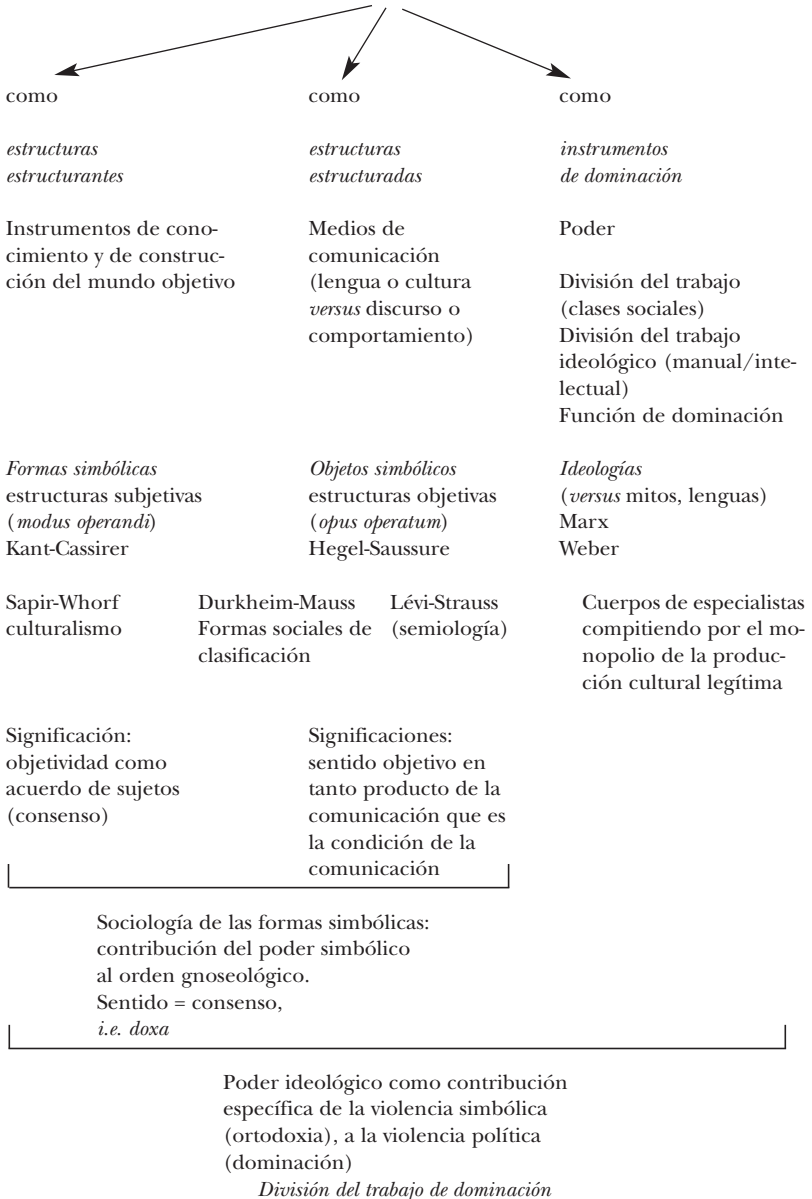 como
estructuras
estructurantes
Instrumentos de cono-
cimiento y de construc-
ción del mundo objetivo
como
estructuras
estructuradas
Medios de
comunicación
(lengua o cultura
versus discurso o
comportamiento)
como
instrumentos
de dominación
Poder
División del trabajo
(clases sociales)
División del trabajo
ideológico (manual/inte-
lectual)
Función de dominación
Formas simbólicas
estructuras subjetivas
(modus operandi)
Kant-Cassirer
Objetos simbólicos
estructuras objetivas
(opus operatum)
Hegel-Saussure
Ideologías
(versus mitos, lenguas)
Marx
Weber
Sapir-Whorf
culturalismo
Durkheim-Mauss
Formas sociales de
clasificación
Lévi-Strauss
(semiología)
Cuerpos de especialistas
compitiendo por el mo-
nopolio de la produc-
ción cultural legítima
Significación:
objetividad como
acuerdo de sujetos
(consenso)
Significaciones:
sentido objetivo en
tanto producto de la
comunicación que es
la condición de la
comunicación
Sociología de las formas simbólicas:
contribución del poder simbólico
al orden gnoseológico.
Sentido = consenso,
i.e. doxa
Poder ideológico como contribución
específica de la violencia simbólica
(ortodoxia), a la violencia política
(dominación)
División del trabajo de dominación